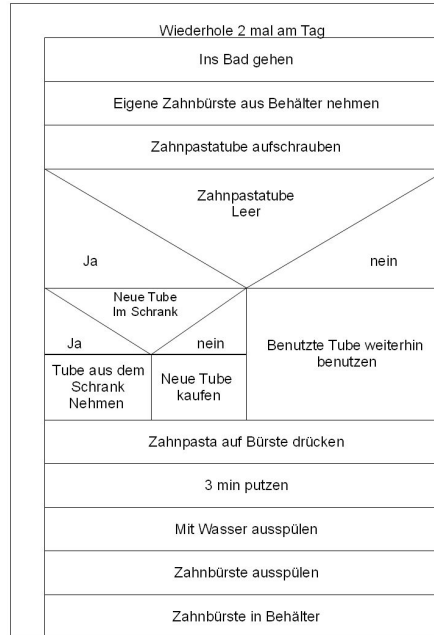 Wiederhole 2 mal am Tag
Ins Bad gehen
Eigene Zahnbürste aus Behälter nehmen
Zahnpastatube aufschrauben
Zahnpastatube
Leer
Ja
nein
Neue Tube
Im Schrank
Ja
nein
Tube aus dem
Schrank
Nehmen
Neue Tube
kaufen
Benutzte Tube weiterhin
benutzen
Zahnpasta auf Bürste drücken
3 min putzen
Mit Wasser ausspülen
Zahnbürste ausspülen
Zahnbürste in Behälter